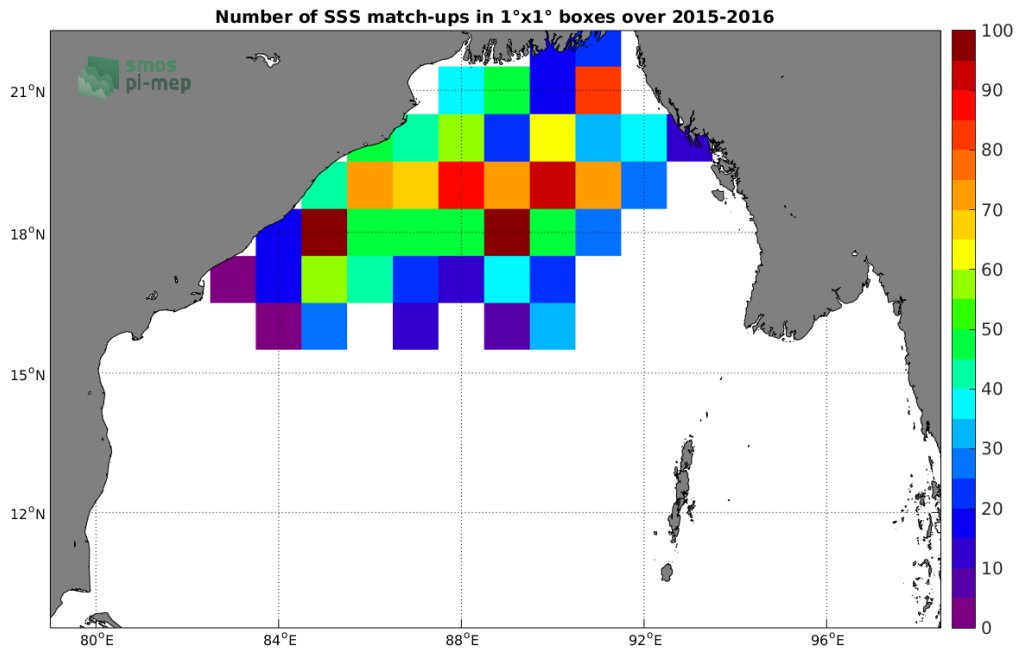 Number of SSS match-ups in 1°x1° boxes over 2015-2016
smos
pi-mep
21°N
18°N
15°N
12°N
80°E
84°E
88°E
92°E
96°E
100
90
80
70
60
50
40
30
20
10
0